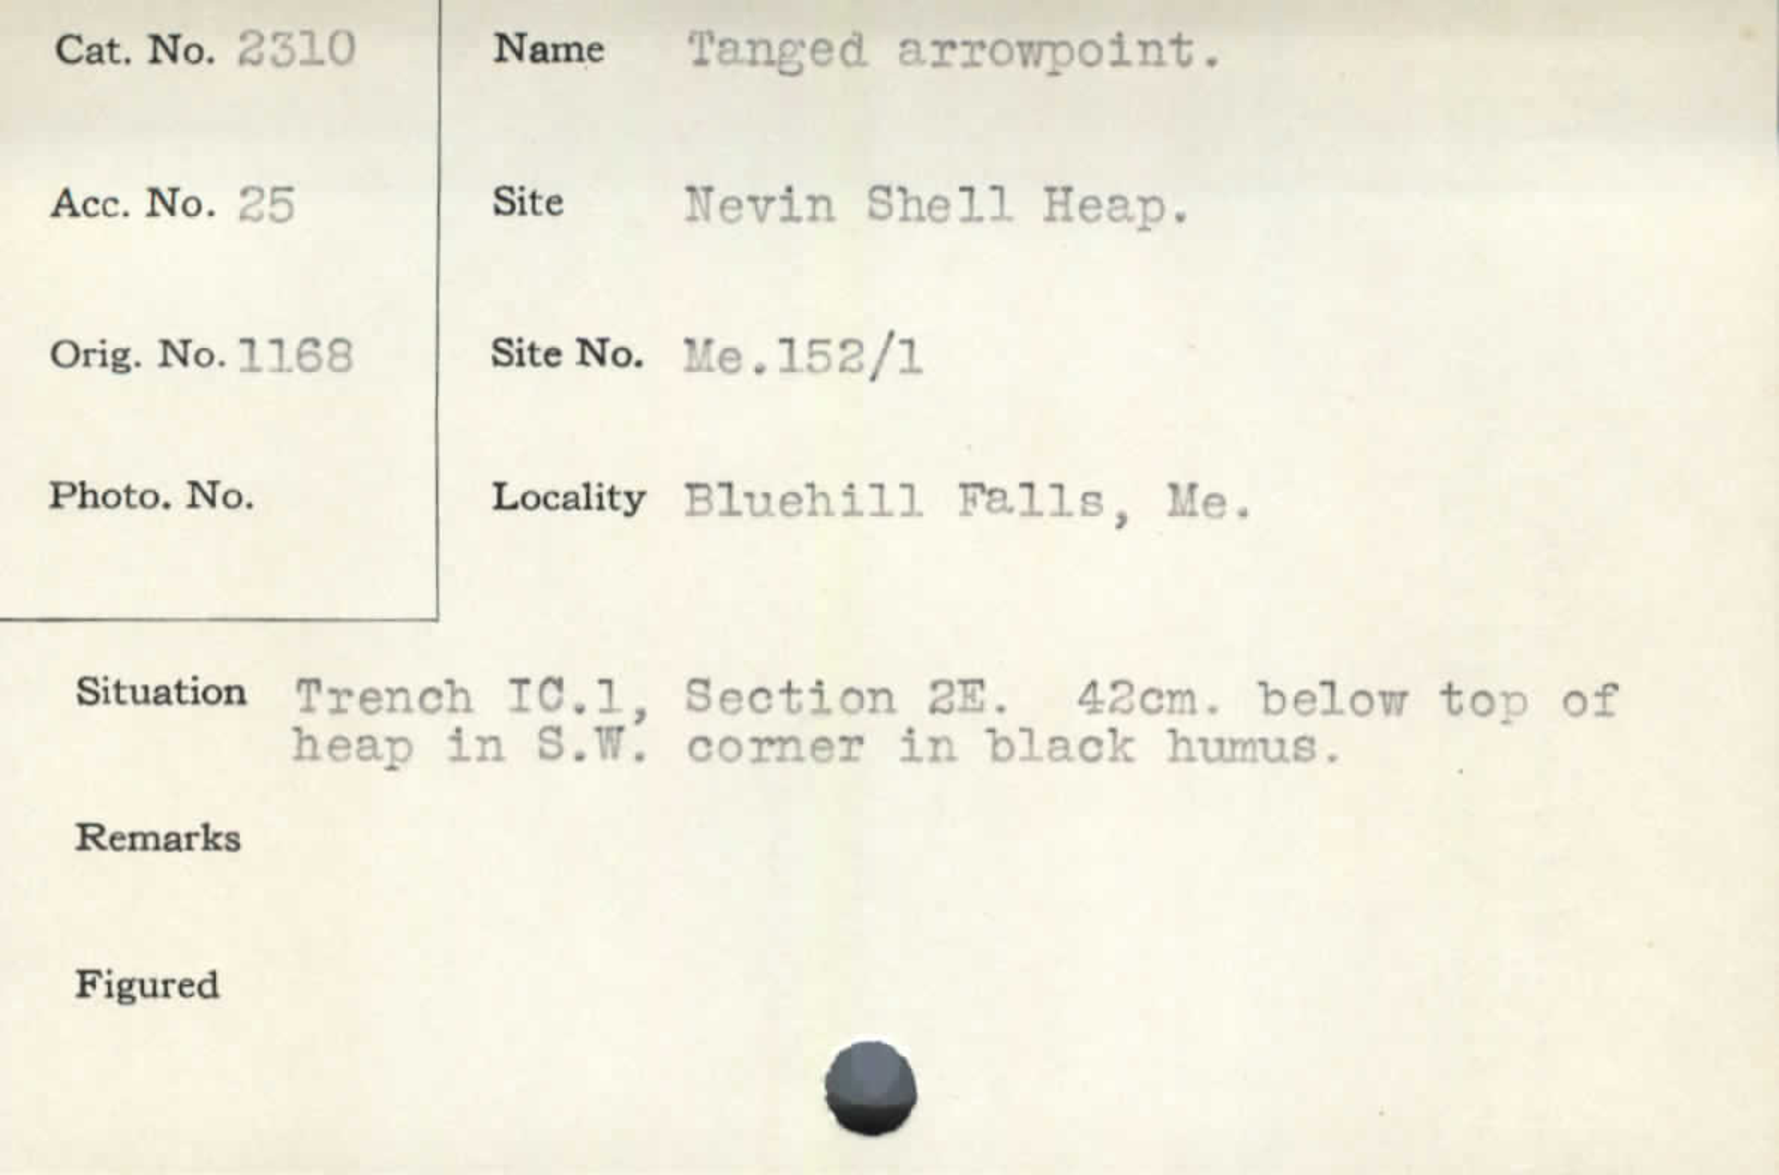 Cat. No. 2310
Name Tanged arrowpoint.
Acc. No. 25
Site Nevin Shell Heap.
Orig. No. 1168
Site No. Me.152/1
Photo. No.
Locality Bluehill Falls, Me.
Situation Trench IC.1, Section 2E. 42cm. below top of
heap in S.W. corner in black humus.
Remarks
Figured